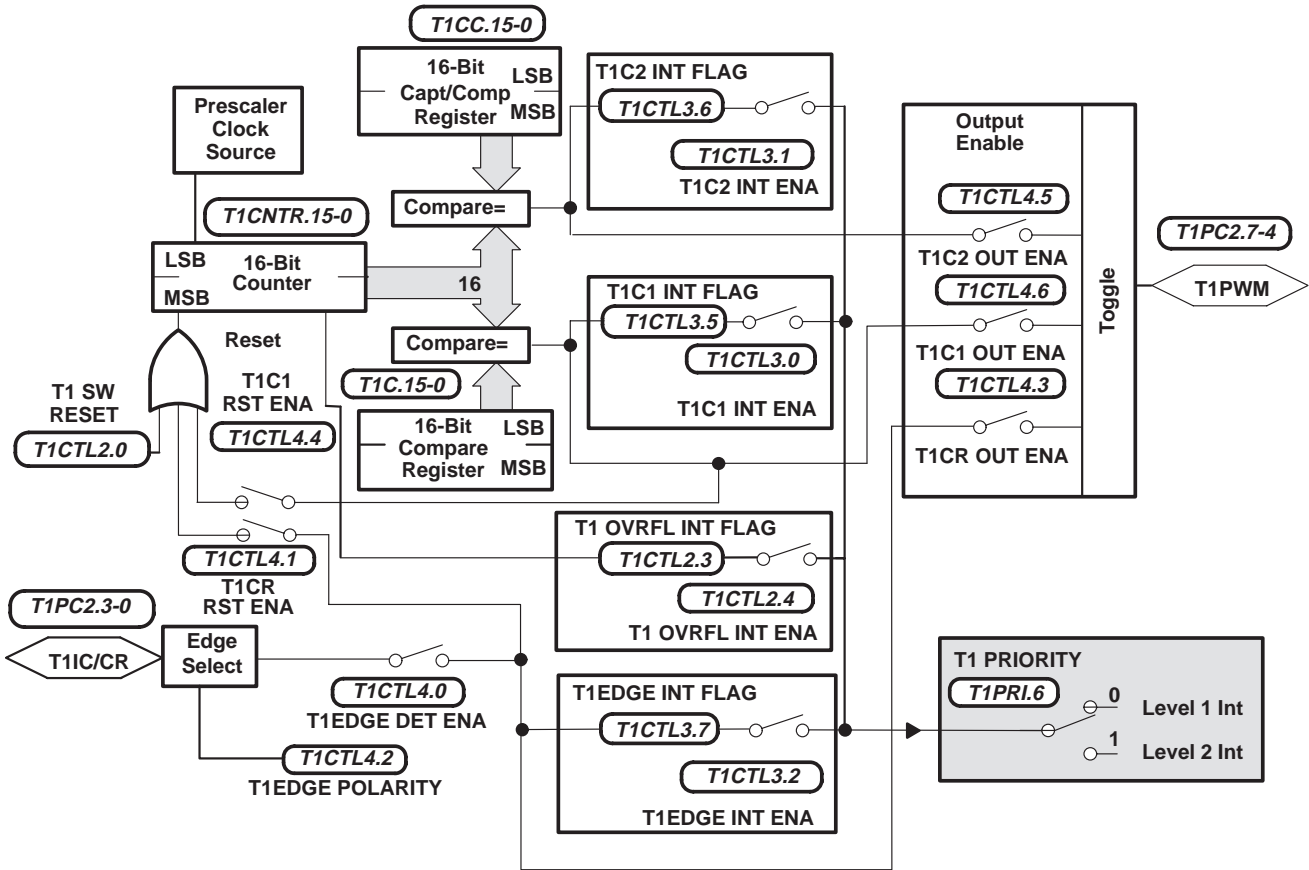 T1CC.15-0
16-Bit
Capt/Comp
Register
LSB
MSB
Prescaler
Clock
Source
T1CNTR.15-0
LSB
MSB
16-Bit
Counter
16
Compare=
Compare=
Reset
T1 SW
RESET
T1CTL2.0
T1C1
RST ENA
T1CTL4.4
T1C.15-0
16-Bit
Compare
Register
LSB
MSB
T1CTL4.1
T1CR
RST ENA
T1PC2.3-0
T1IC/CR
Edge
Select
T1CTL4.0
T1EDGE DET ENA
T1CTL4.2
T1EDGE POLARITY
T1C2 INT FLAG
T1CTL3.6
T1CTL3.1
T1C2 INT ENA
T1C1 INT FLAG
T1CTL3.5
T1CTL3.0
T1C1 INT ENA
T1 OVRFL INT FLAG
T1CTL2.3
T1CTL2.4
T1 OVRFL INT ENA
T1EDGE INT FLAG
T1CTL3.7
T1CTL3.2
T1EDGE INT ENA
Output
Enable
T1CTL4.5
T1C2 OUT ENA
T1CTL4.6
T1C1 OUT ENA
T1CTL4.3
T1CR OUT ENA
Toggle
T1PC2.7-4
T1PWM
T1 PRIORITY
T1PRI.6
0
Level 1 Int
1
Level 2 Int